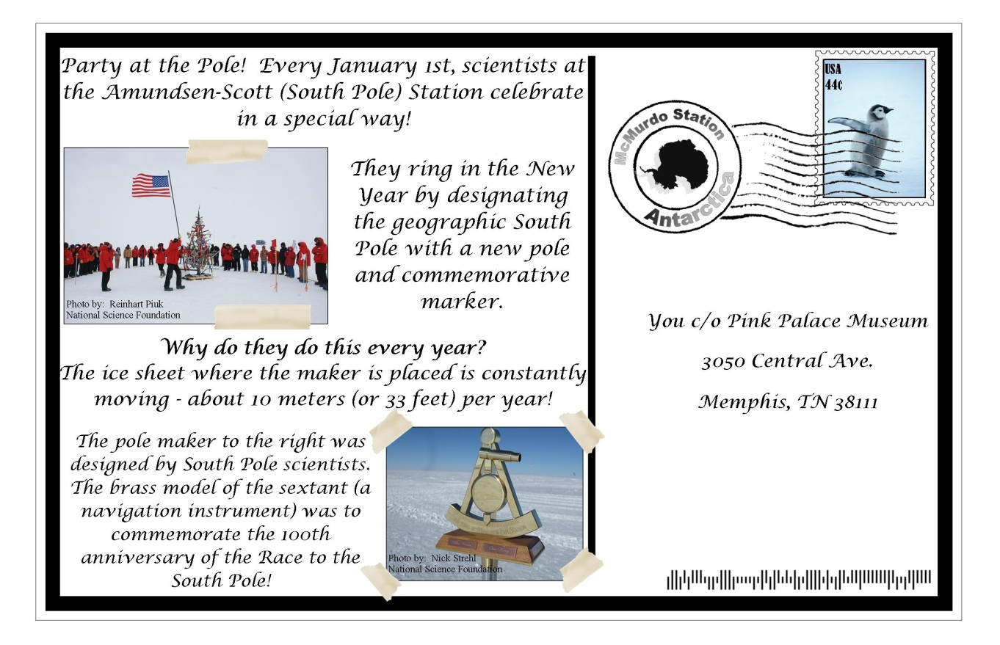 Party at the Pole! Every January 1st, scientists at
the Amundsen-Scott (South Pole) Station celebrate
in a special way!
They ring in the New
Year by designating
the geographic South
Pole with a new pole
and commemorative
marker.
Photo by: Reinhart Piuk
National Science Foundation
Why do they do this every year?
The ice sheet where the maker is placed is constantly
moving - about 10 meters (or 33 feet) per year!
The pole maker to the right was
designed by South Pole scientists.
The brass model of the sextant (a
navigation instrument) was to
commemorate the 100th
anniversary of the Race to the
South Pole!
Photo by: Nick Strehl
National Science Foundation
McMurdo Station
Antarctica
USA
44¢
You c/o Pink Palace Museum
3050 Central Ave.
Memphis, TN 38111